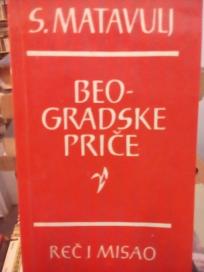 S. MATAVULJ
BEO-
GRADSKE
PRIČE
REČ I MISAO